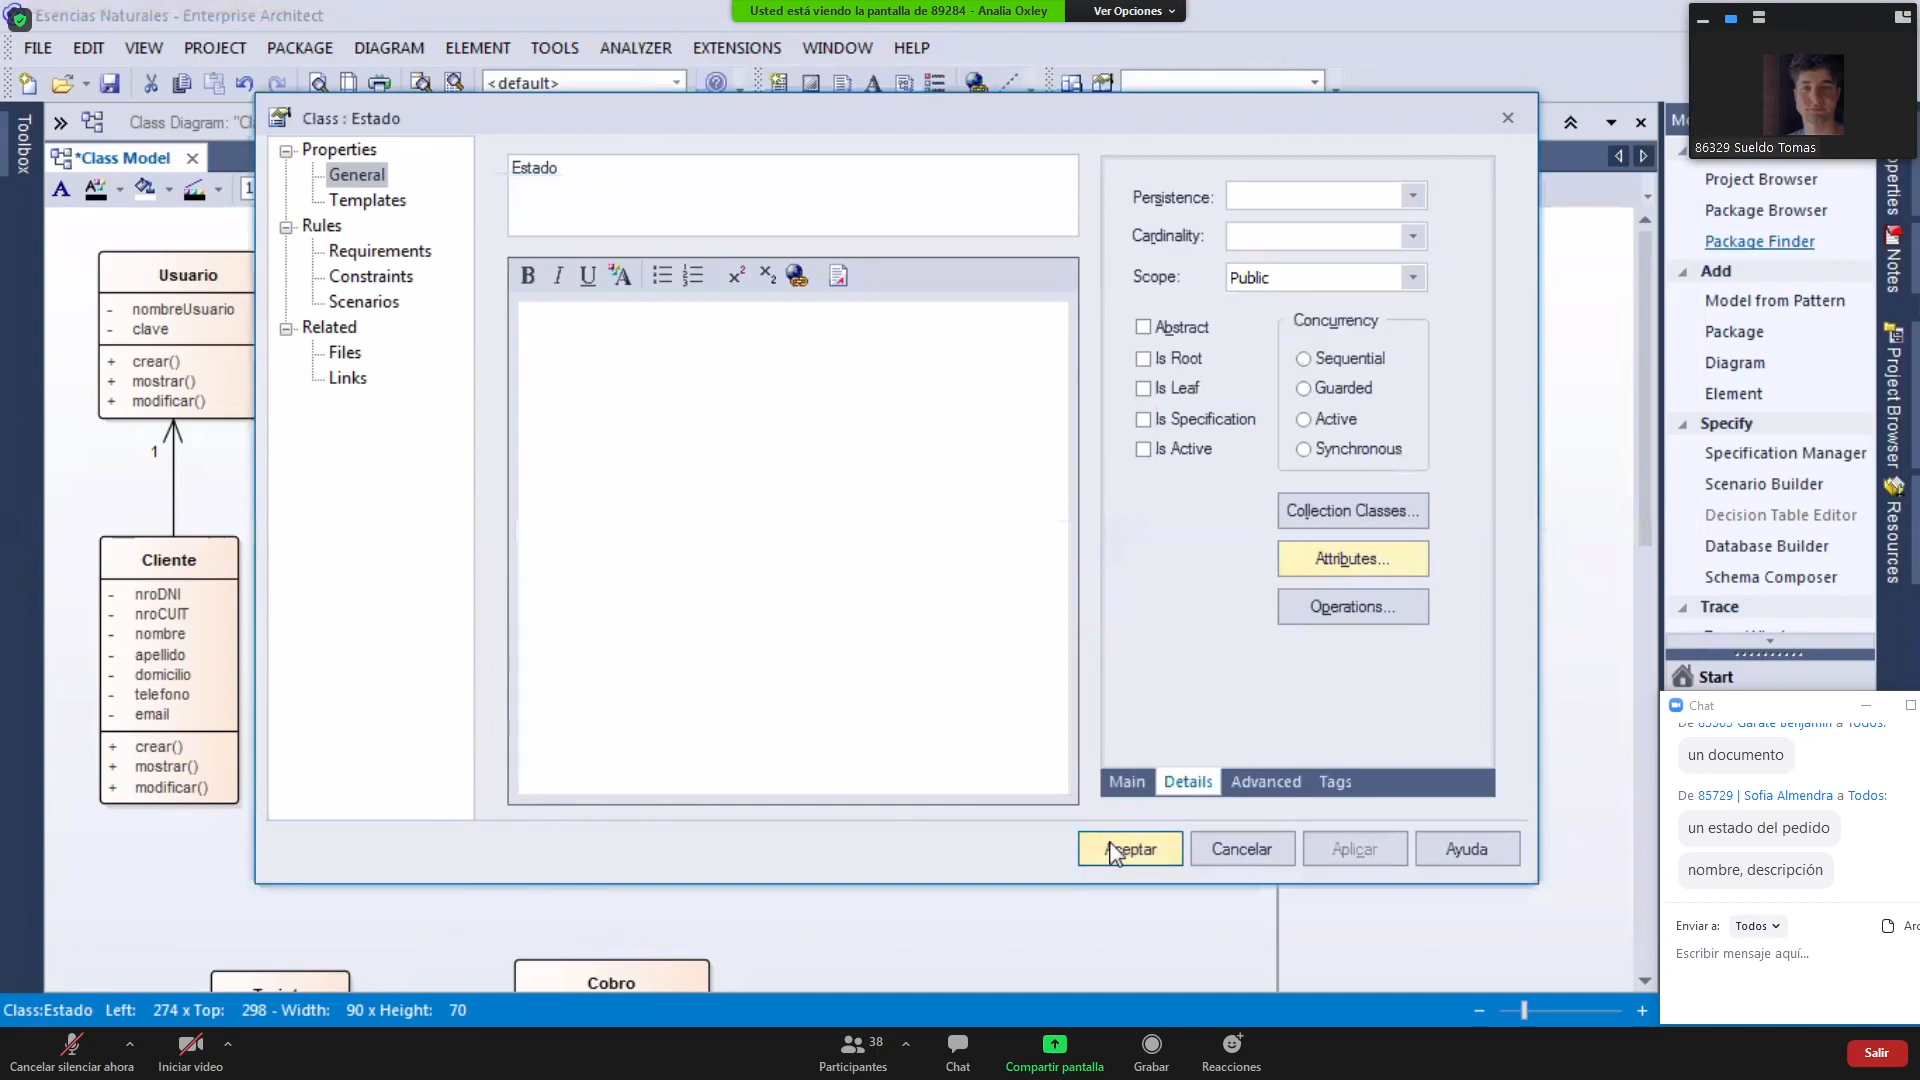 Esencias Naturales - Enterprise Architect
Usted está viendo la pantalla de 89284 - Analia Oxley
Ver Opciones
FILE EDIT VIEW PROJECT PACKAGE DIAGRAM ELEMENT TOOLS ANALYZER EXTENSIONS WINDOW HELP
<default>
86329 Sueldo Tomas
Toolbox
Class Diagram: "Cl
*Class Model
Class : Estado
Properties
General
Templates
Rules
Requirements
Constraints
Scenarios
Related
Files
Links
Estado
B I U A
Persistence:
Cardinality:
Scope: Public
Abstract
Is Root
Is Leaf
Is Specification
Is Active
Concurrency
Sequential
Guarded
Active
Synchronous
Collection Classes...
Attributes...
Operations...
Main Details Advanced Tags
Aceptar Cancelar Aplicar Ayuda
Usuario
- nombreUsuario
- clave
+ crear()
+ mostrar()
+ modificar()
1
Cliente
- nroDNI
- nroCUIT
- nombre
- apellido
- domicilio
- telefono
- email
+ crear()
+ mostrar()
+ modificar()
Cobro
Project Browser
Package Browser
Package Finder
Add
Model from Pattern
Package
Diagram
Element
Specify
Specification Manager
Scenario Builder
Decision Table Editor
Database Builder
Schema Composer
Trace
Start
Notes
Project Browser
Resources
Chat
De 85505 Garate Benjamin a Todos:
un documento
De 85729 | Sofia Almendra a Todos:
un estado del pedido
nombre, descripción
Enviar a: Todos
Escribir mensaje aquí...
Class:Estado Left: 274 x Top: 298 - Width: 90 x Height: 70
Cancelar silenciar ahora
Iniciar video
Participantes 38
Chat
Compartir pantalla
Grabar
Reacciones
Salir